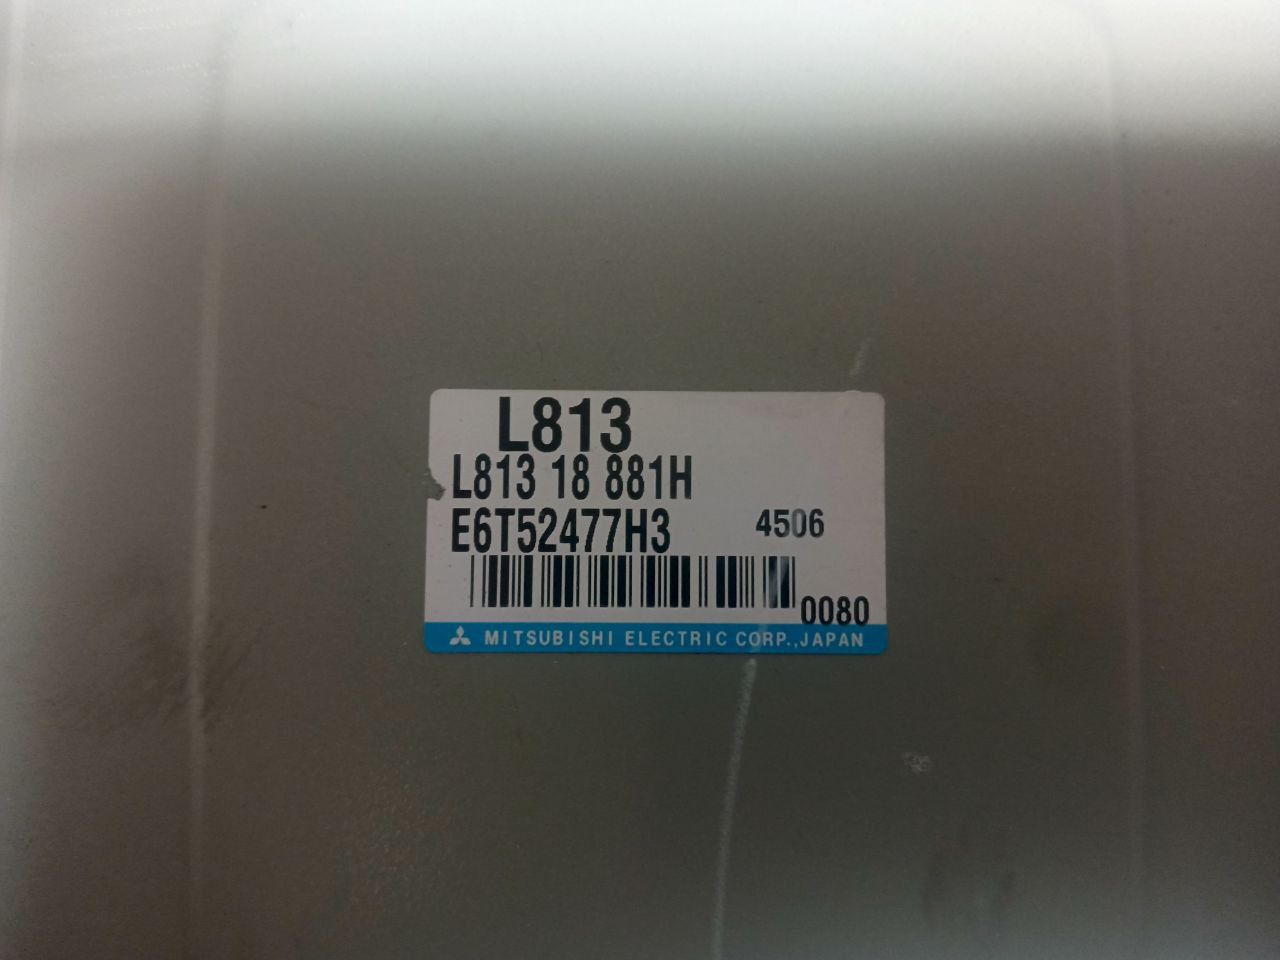 L813
L813 18 881H
E6T52477H3 4506
0080
MITSUBISHI ELECTRIC CORP.,JAPAN